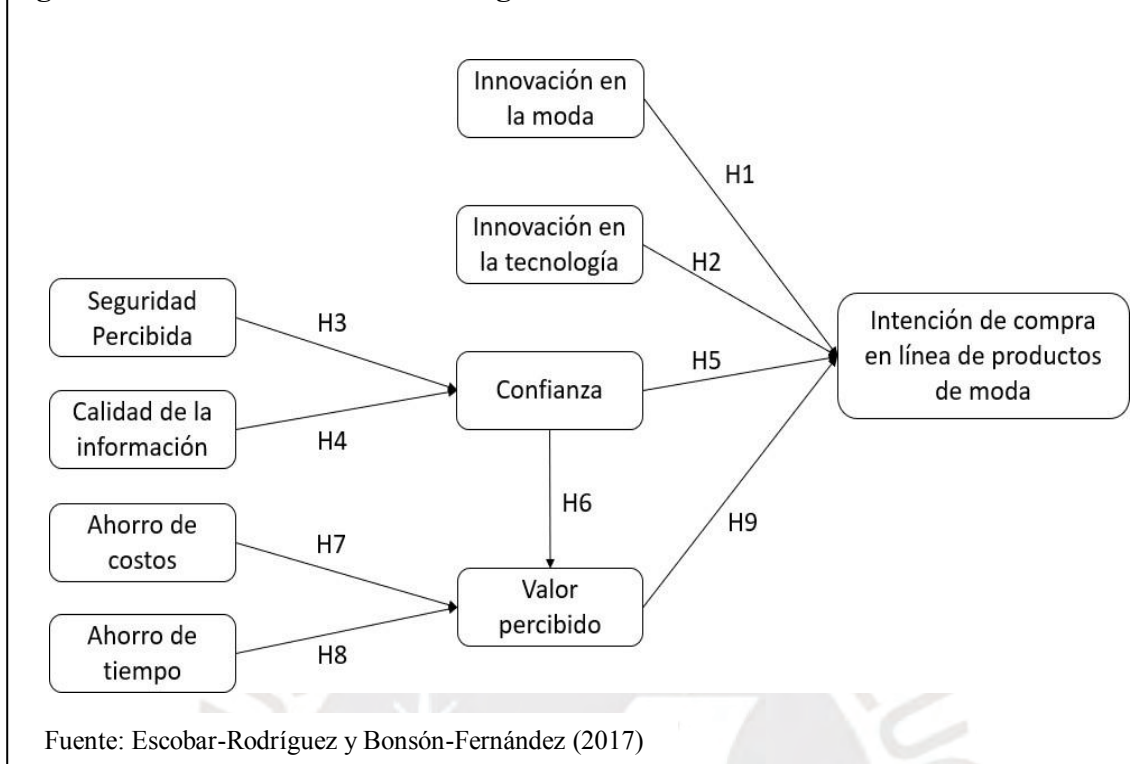 Innovación en
la moda
H1
Innovación en
la tecnología
H2
Seguridad
Percibida
H3
Intención de compra
en línea de productos
de moda
Confianza
H5
Calidad de la
información
H4
H6
Ahorro de
costos
H7
H9
Valor
percibido
Ahorro de
tiempo
H8
Fuente: Escobar-Rodríguez y Bonsón-Fernández (2017)